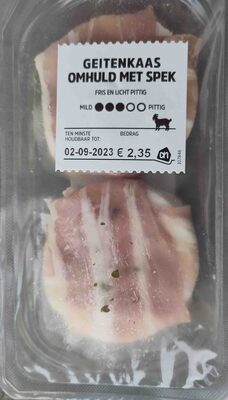 GEITENKAAS
OMHULD MET SPEK
FRIS EN LICHT PITTIG
MILD PITTIG
TEN MINSTE
HOUDBAAR TOT: BEDRAG
02-09-2023 € 2,35